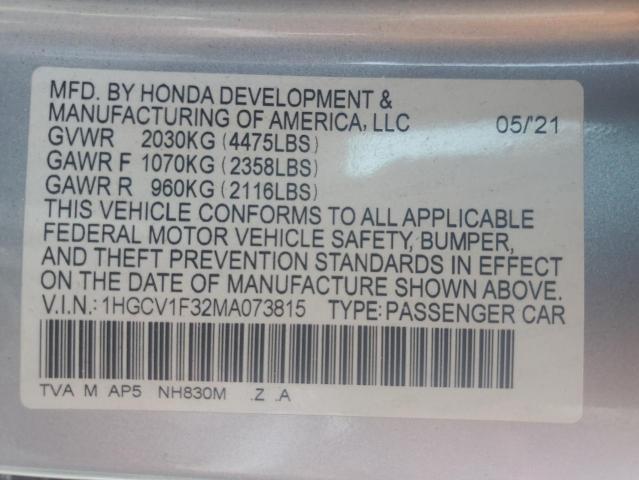 MFD. BY HONDA DEVELOPMENT &
MANUFACTURING OF AMERICA, LLC 05/'21
GVWR 2030KG (4475LBS)
GAWR F 1070KG (2358LBS)
GAWR R 960KG (2116LBS)
THIS VEHICLE CONFORMS TO ALL APPLICABLE
FEDERAL MOTOR VEHICLE SAFETY, BUMPER,
AND THEFT PREVENTION STANDARDS IN EFFECT
ON THE DATE OF MANUFACTURE SHOWN ABOVE.
V.I.N.: 1HGCV1F32MA073815 TYPE: PASSENGER CAR
TVA M AP5 NH830M .Z .A